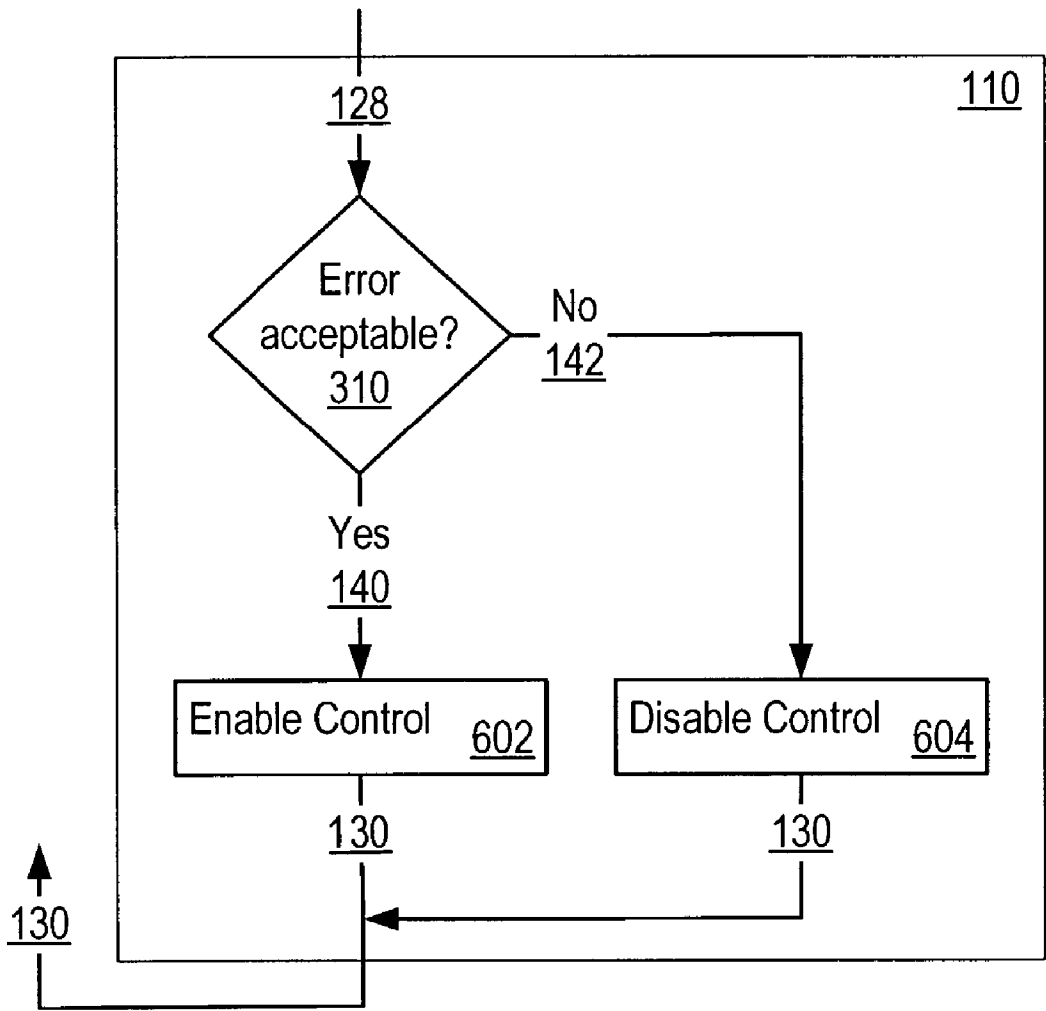 110
128
Error
acceptable?
310
No
142
Yes
140
Enable Control
602
Disable Control
604
130
130
130